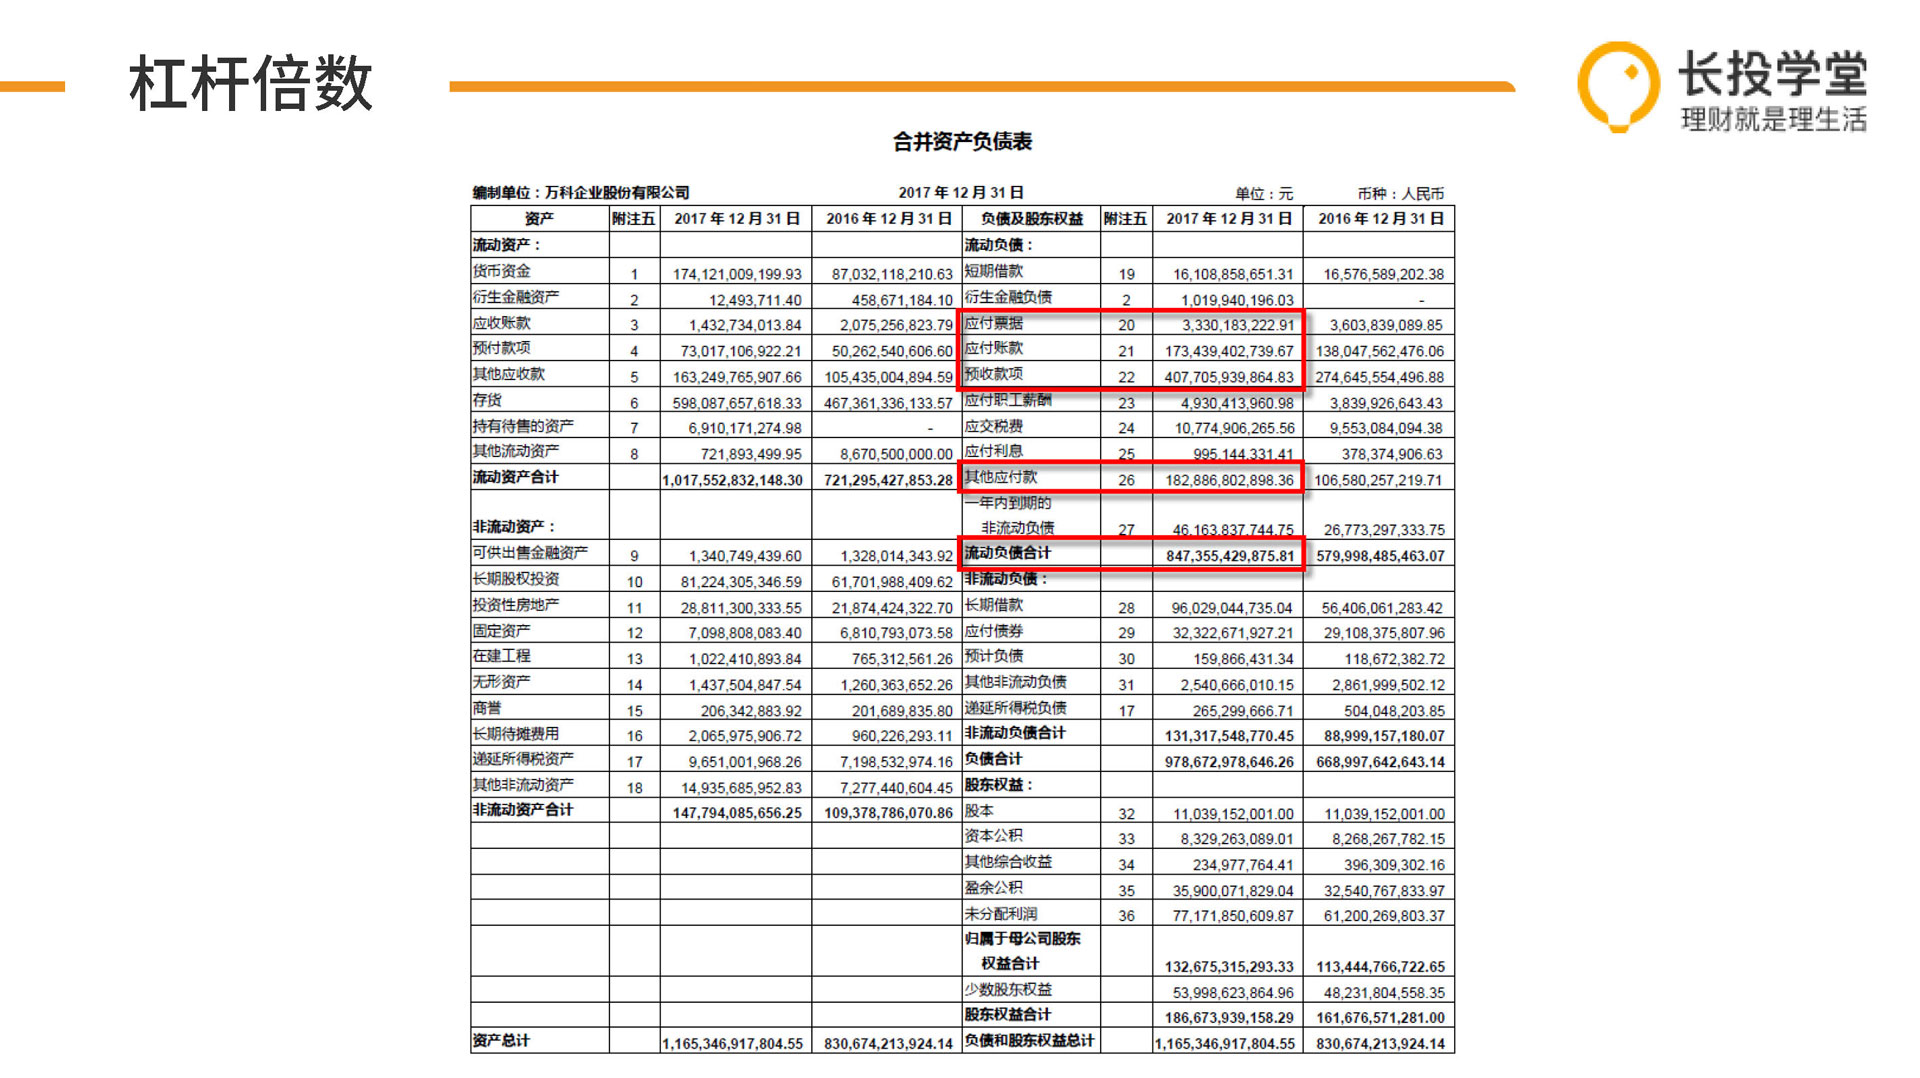 杠杆倍数
长投学堂
理财就是理生活
合并资产负债表
编制单位：万科企业股份有限公司 2017 年 12 月 31 日 单位：元 币种：人民币
资产 附注五 2017 年 12 月 31 日 2016 年 12 月 31 日 负债及股东权益 附注五 2017 年 12 月 31 日 2016 年 12 月 31 日
流动资产： 流动负债：
货币资金 1 174,121,009,199.93 87,032,118,210.63 短期借款 19 16,108,858,651.31 16,576,589,202.38
衍生金融资产 2 12,493,711.40 458,671,184.10 衍生金融负债 2 1,019,940,196.03 -
应收账款 3 1,432,734,013.84 2,075,256,823.79 应付票据 20 3,330,183,222.91 3,603,839,089.85
预付款项 4 73,017,106,922.21 50,262,540,606.60 应付账款 21 173,439,402,739.67 138,047,562,476.06
其他应收款 5 163,249,765,907.66 105,435,004,894.59 预收款项 22 407,705,939,864.83 274,645,554,496.88
存货 6 598,087,657,618.33 467,361,336,133.57 应付职工薪酬 23 4,930,413,960.98 3,839,926,643.43
持有待售的资产 7 6,910,171,274.98 - 应交税费 24 10,774,906,265.56 9,553,084,094.38
其他流动资产 8 721,893,499.95 8,670,500,000.00 应付利息 25 995,144,331.41 378,374,906.63
流动资产合计 1,017,552,832,148.30 721,295,427,853.28 其他应付款 26 182,886,802,898.36 106,580,257,219.71
一年内到期的
非流动资产： 非流动负债 27 46,163,837,744.75 26,773,297,333.75
可供出售金融资产 9 1,340,749,439.60 1,328,014,343.92 流动负债合计 847,355,429,875.81 579,998,485,463.07
长期股权投资 10 81,224,305,346.59 61,701,988,409.62 非流动负债：
投资性房地产 11 28,811,300,333.55 21,874,424,322.70 长期借款 28 96,029,044,735.04 56,406,061,283.42
固定资产 12 7,098,808,083.40 6,810,793,073.58 应付债券 29 32,322,671,927.21 29,108,375,807.96
在建工程 13 1,022,410,893.84 765,312,561.26 预计负债 30 159,866,431.34 118,672,382.72
无形资产 14 1,437,504,847.54 1,260,363,652.26 其他非流动负债 31 2,540,666,010.15 2,861,999,502.12
商誉 15 206,342,883.92 201,689,835.80 递延所得税负债 17 265,299,666.71 504,048,203.85
长期待摊费用 16 2,065,975,906.72 960,226,293.11 非流动负债合计 131,317,548,770.45 88,999,157,180.07
递延所得税资产 17 9,651,001,968.26 7,198,532,974.16 负债合计 978,672,978,646.26 668,997,642,643.14
其他非流动资产 18 14,935,685,952.83 7,277,440,604.45 股东权益：
非流动资产合计 147,794,085,656.25 109,378,786,070.86 股本 32 11,039,152,001.00 11,039,152,001.00
资本公积 33 8,329,263,089.01 8,268,267,782.15
其他综合收益 34 234,977,764.41 396,309,302.16
盈余公积 35 35,900,071,829.04 32,540,767,833.97
未分配利润 36 77,171,850,609.87 61,200,269,803.37
归属于母公司股东
权益合计 132,675,315,293.33 113,444,766,722.65
少数股东权益 53,998,623,864.96 48,231,804,558.35
股东权益合计 186,673,939,158.29 161,676,571,281.00
资产总计 1,165,346,917,804.55 830,674,213,924.14 负债和股东权益总计 1,165,346,917,804.55 830,674,213,924.14